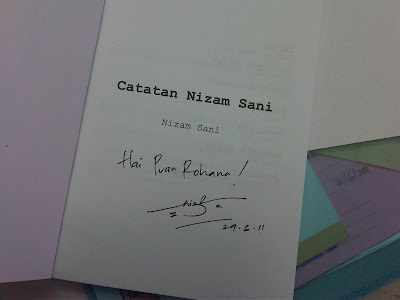 Catatan Nizam Sani
Nizam Sani
Hai Puan Rohana!
29.6.11